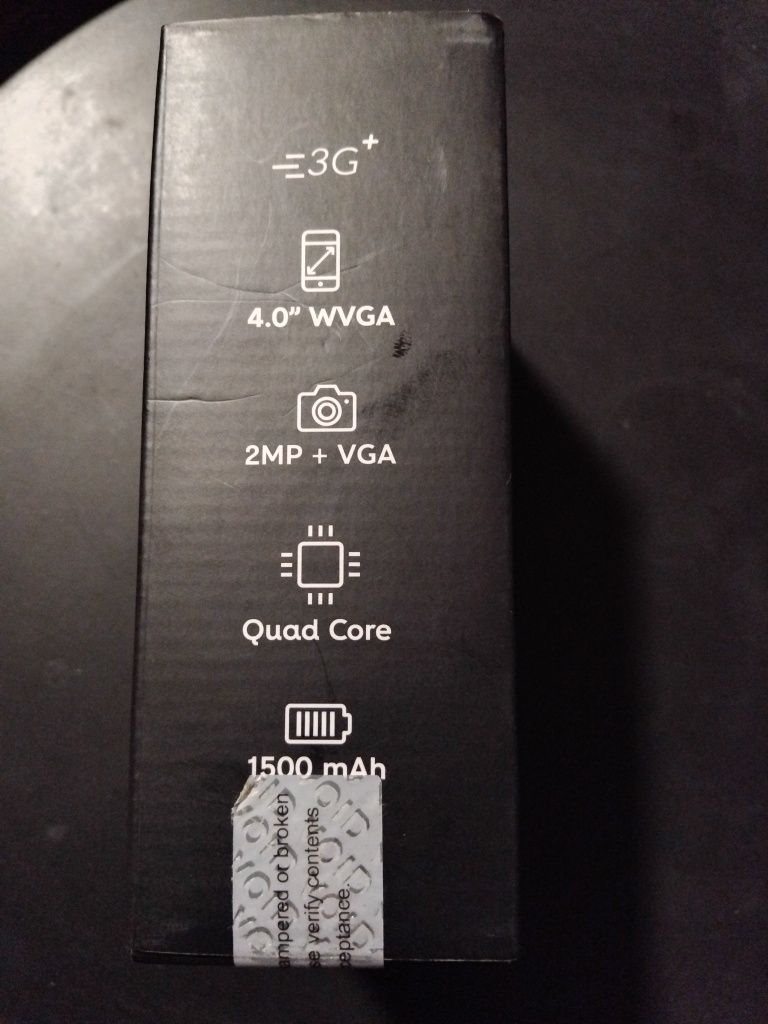 3G+
4.0” WVGA
2MP + VGA
Quad Core
1500 mAh
ampered or broken
se verify contents
ceptance.